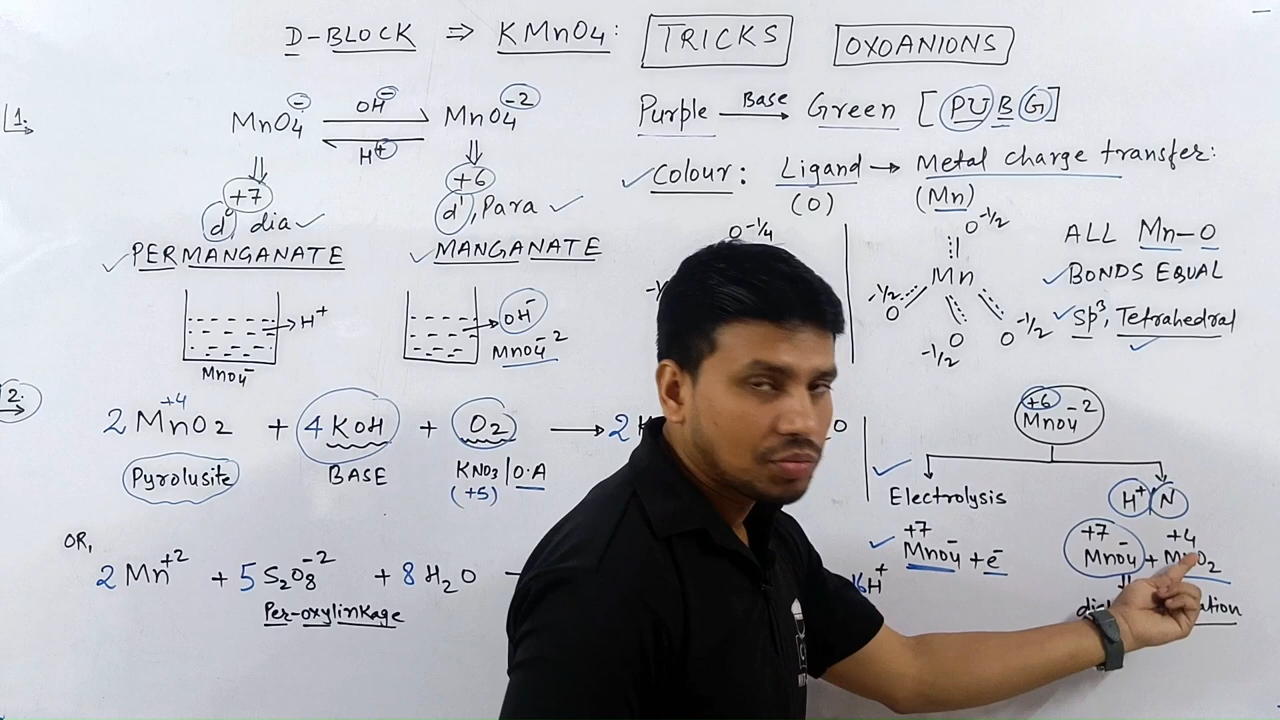 D-BLOCK ⇒ KMnO4: TRICKS OXOANIONS
1.
MnO4⁻ OH⁻ ⇌ H⁺ MnO4⁻²
Purple Base → Green [PUBG]
✓ Colour: Ligand → Metal charge transfer:
(O) (Mn)
+7 +6
d⁰, dia ✓ d¹, Para ✓
✓ PERMANGANATE ✓ MANGANATE
→ H⁺ → OH⁻
MnO4⁻ MnO4⁻²
O⁻¹/⁴
O⁻¹/²
Mn
-½ O
O -½
O -½
ALL Mn-O
✓ BONDS EQUAL
✓ Sp³, Tetrahedral
✓
2.
+4
2 MnO2 + 4 KOH + O2 → 2
Pyrolusite BASE KNO3/O·A
(+5)
OR,
2 Mn⁺² + 5 S2O8⁻² + 8 H2O
Per-oxylinkage
16H⁺
+6
MnO4⁻²
✓ Electrolysis H⁺/N
+7 +7 +4
✓ MnO4⁻ + e⁻ MnO4⁻ + MnO2